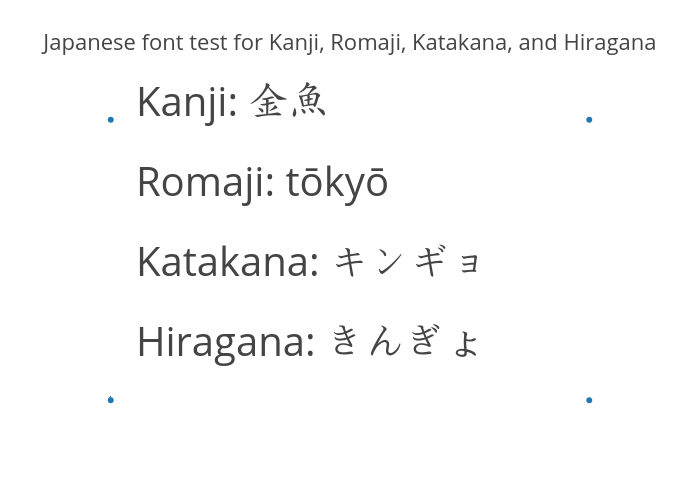 Japanese font test for Kanji, Romaji, Katakana, and Hiragana
Kanji: 金魚
Romaji: tōkyō
Katakana: キンギョ
Hiragana: きんぎょ